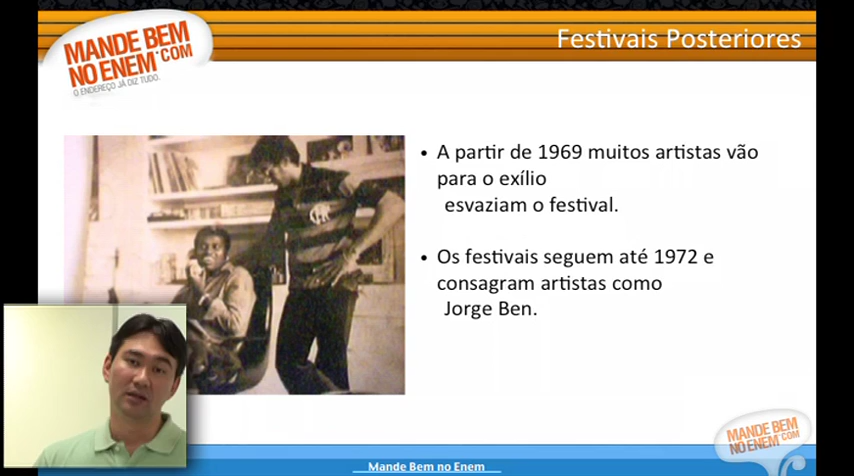 MANDE BEM
NO ENEM.COM
O ENDEREÇO JÁ DIZ TUDO.
Festivais Posteriores
• A partir de 1969 muitos artistas vão
para o exílio
esvaziam o festival.
• Os festivais seguem até 1972 e
consagram artistas como
Jorge Ben.
MANDE BEM
NO ENEM.COM
Mande Bem no Enem